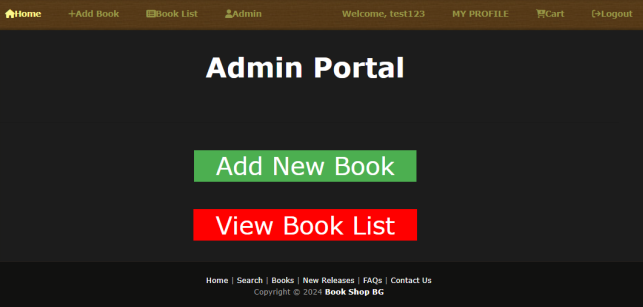 Home Add Book Book List Admin Welcome, test123 MY PROFILE Cart Logout
Admin Portal
Add New Book
View Book List
Home | Search | Books | New Releases | FAQs | Contact Us
Copyright © 2024 Book Shop BG